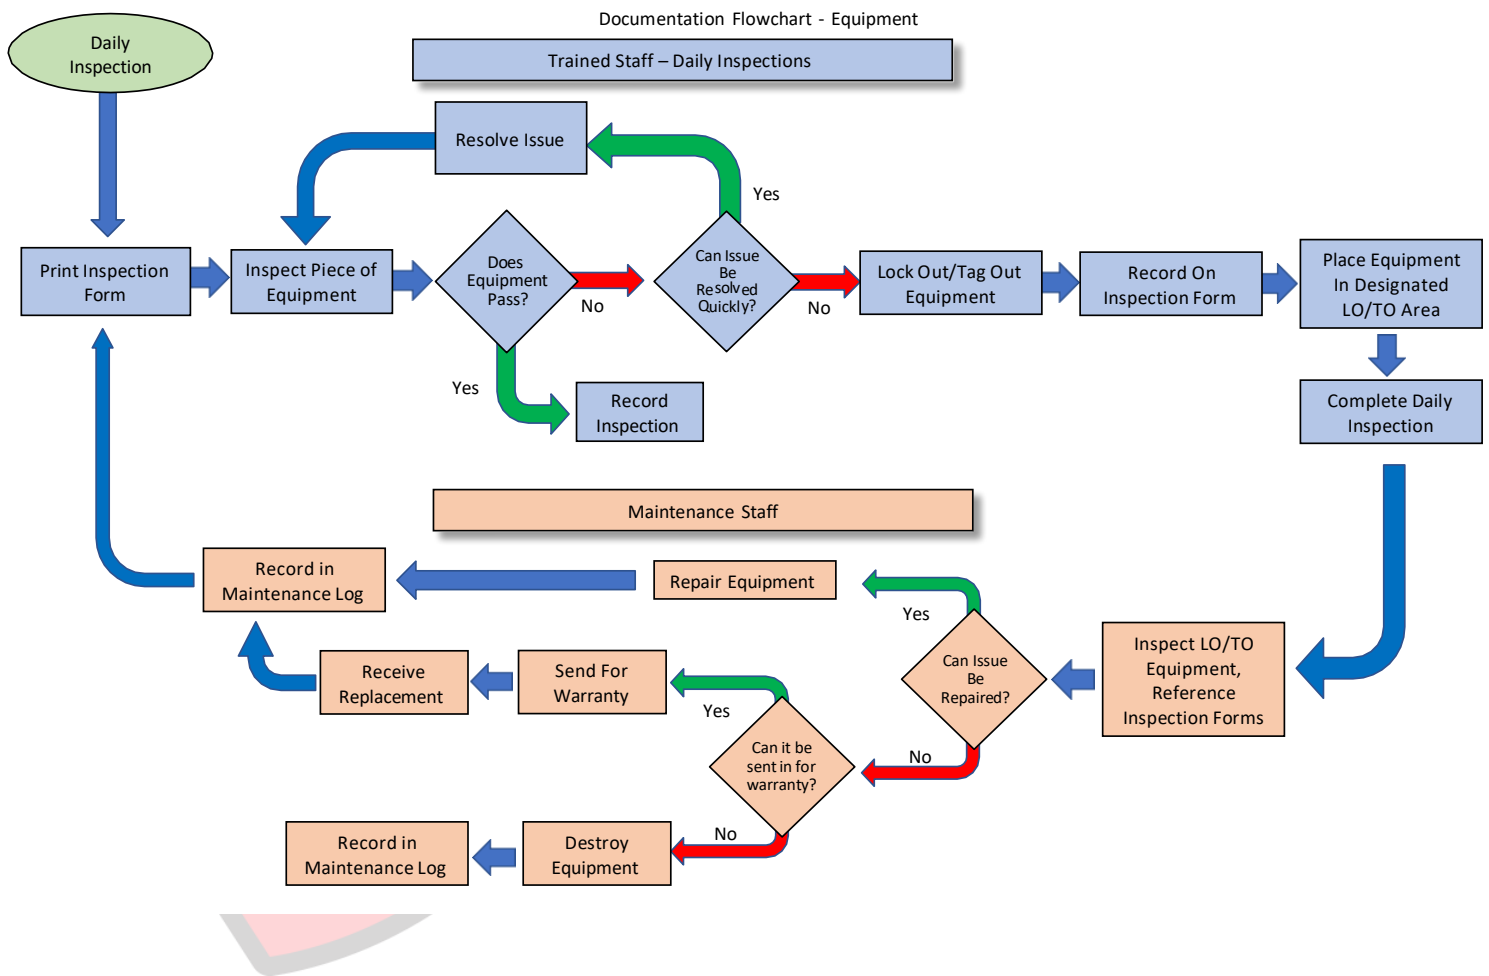 Documentation Flowchart - Equipment
Daily
Inspection
Trained Staff – Daily Inspections
Resolve Issue
Yes
Print Inspection
Form
Inspect Piece of
Equipment
Does
Equipment
Pass?
No
Can Issue
Be
Resolved
Quickly?
No
Lock Out/Tag Out
Equipment
Record On
Inspection Form
Place Equipment
In Designated
LO/TO Area
Yes
Record
Inspection
Complete Daily
Inspection
Maintenance Staff
Record in
Maintenance Log
Repair Equipment
Yes
Can Issue
Be
Repaired?
Inspect LO/TO
Equipment,
Reference
Inspection Forms
Receive
Replacement
Send For
Warranty
Yes
No
Can it be
sent in for
warranty?
No
Record in
Maintenance Log
Destroy
Equipment